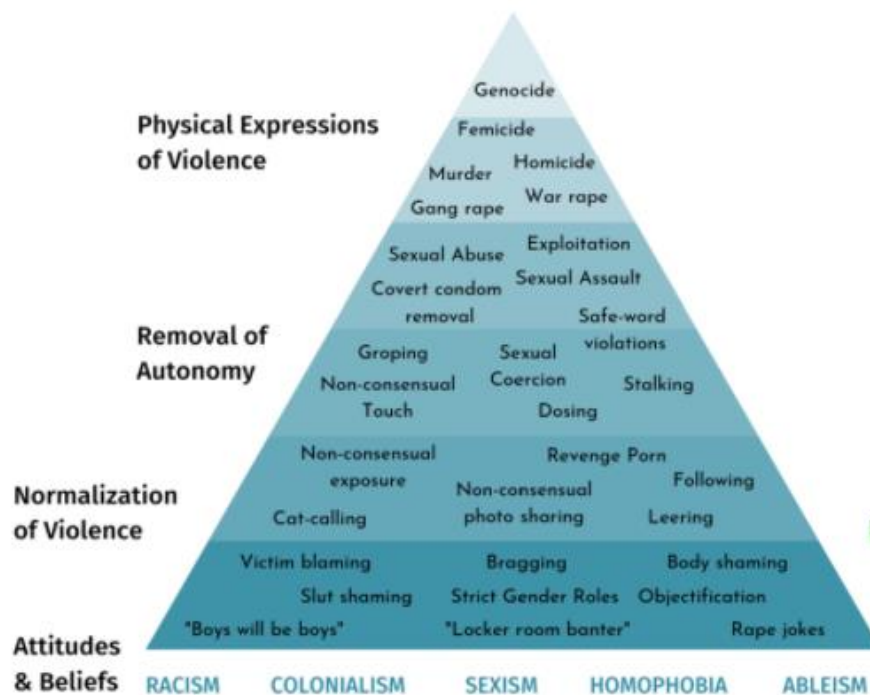 Genocide
Physical Expressions
of Violence
Femicide
Homicide
Murder
War rape
Gang rape
Exploitation
Sexual Abuse
Sexual Assault
Covert condom
removal
Safe-word
violations
Removal of
Autonomy
Groping
Sexual
Coercion
Non-consensual
Touch
Stalking
Dosing
Non-consensual
exposure
Revenge Porn
Following
Normalization
of Violence
Non-consensual
photo sharing
Cat-calling
Leering
Victim blaming
Bragging
Body shaming
Slut shaming
Strict Gender Roles
Objectification
"Boys will be boys"
"Locker room banter"
Rape jokes
Attitudes
& Beliefs
RACISM
COLONIALISM
SEXISM
HOMOPHOBIA
ABLEISM